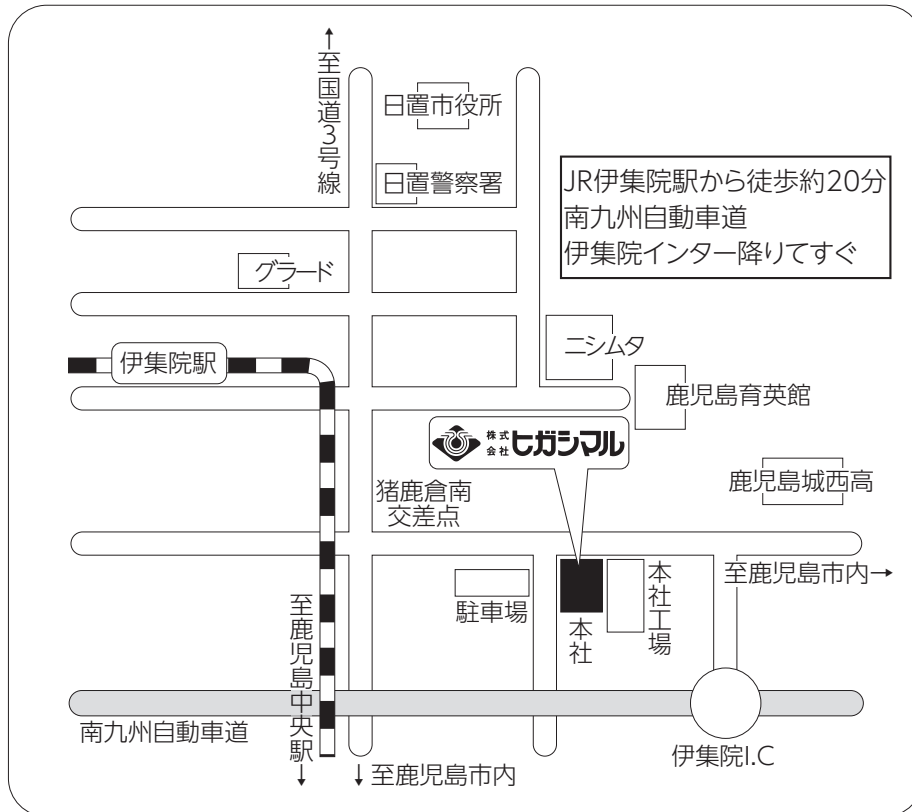 ↑至国道3号線
日置市役所
日置警察署
JR伊集院駅から徒歩約20分
南九州自動車道
伊集院インター降りてすぐ
グラード
ニシムタ
伊集院駅
鹿児島育英館
株式会社ヒガシマル
鹿児島城西高
猪鹿倉南
交差点
至鹿児島市内→
駐車場
本社
本社工場
至鹿児島中央駅↓
南九州自動車道
伊集院I.C
↓至鹿児島市内